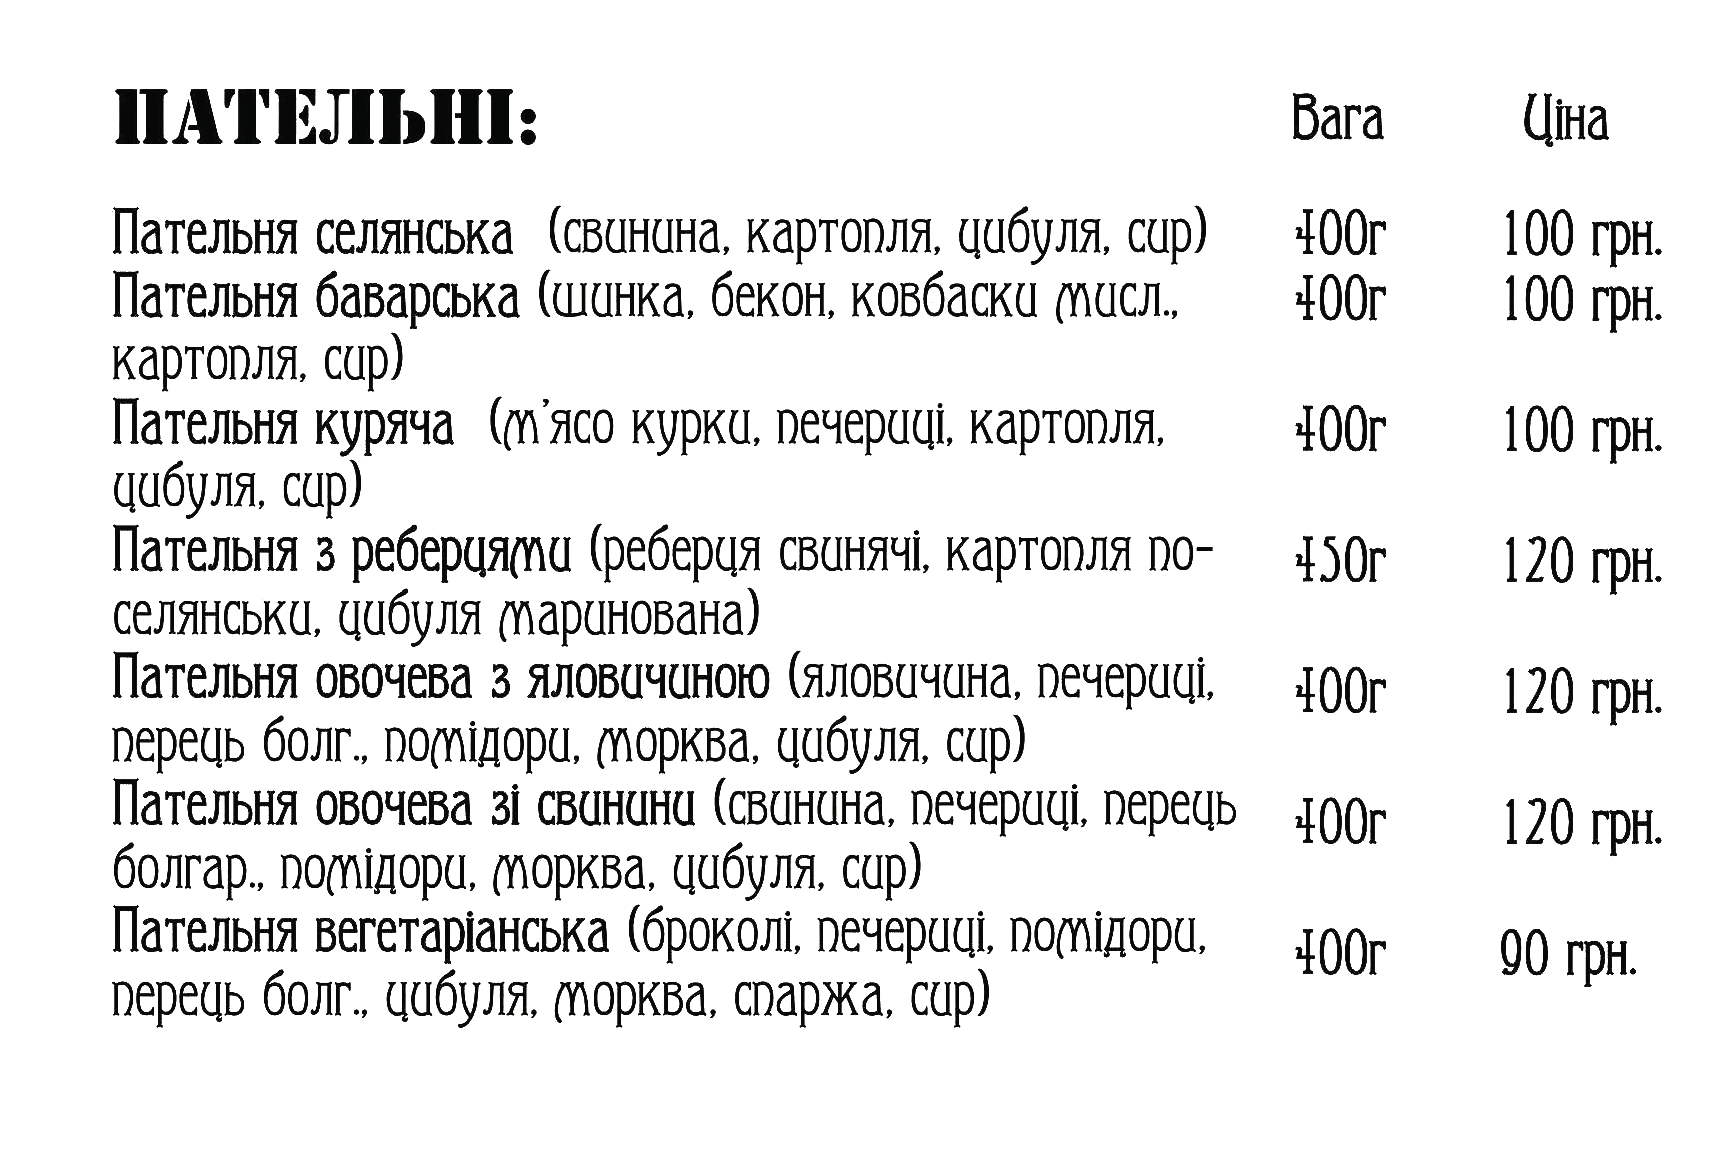 ПАТЕЛЬНІ: Вага Ціна
Пательня селянська (свинина, картопля, цибуля, сир) 400г 100 грн.
Пательня баварська (шинка, бекон, ковбаски мисл., 400г 100 грн.
картопля, сир)
Пательня куряча (м'ясо курки, печериці, картопля, 400г 100 грн.
цибуля, сир)
Пательня з реберцями (реберця свинячі, картопля по- 450г 120 грн.
селянськи, цибуля маринована)
Пательня овочева з яловичиною (яловичина, печериці, 400г 120 грн.
перець болг., помідори, морква, цибуля, сир)
Пательня овочева зі свинини (свинина, печериці, перець 400г 120 грн.
болгар., помідори, морква, цибуля, сир)
Пательня вегетаріанська (броколі, печериці, помідори, 400г 90 грн.
перець болг., цибуля, морква, спаржа, сир)